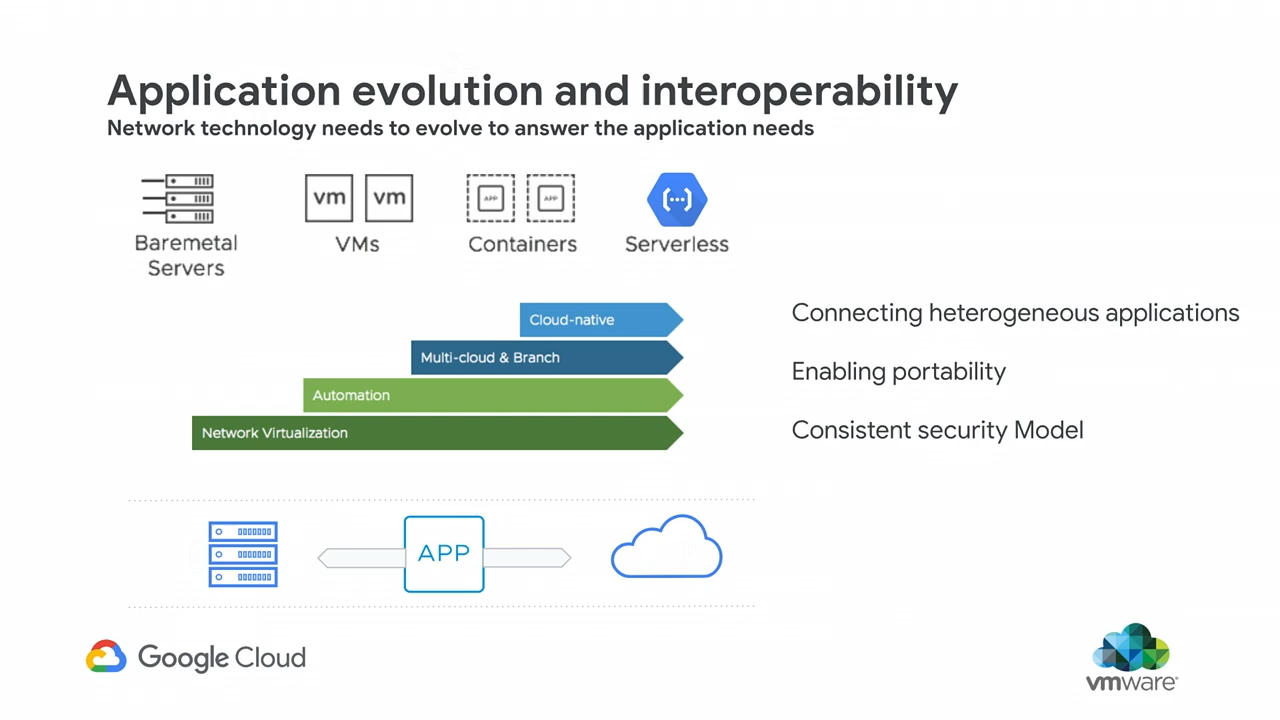 Application evolution and interoperability
Network technology needs to evolve to answer the application needs
vm
vm
APP
APP
Baremetal
Servers
VMs
Containers
Serverless
Cloud-native
Multi-cloud & Branch
Automation
Network Virtualization
Connecting heterogeneous applications
Enabling portability
Consistent security Model
APP
Google Cloud
vmware